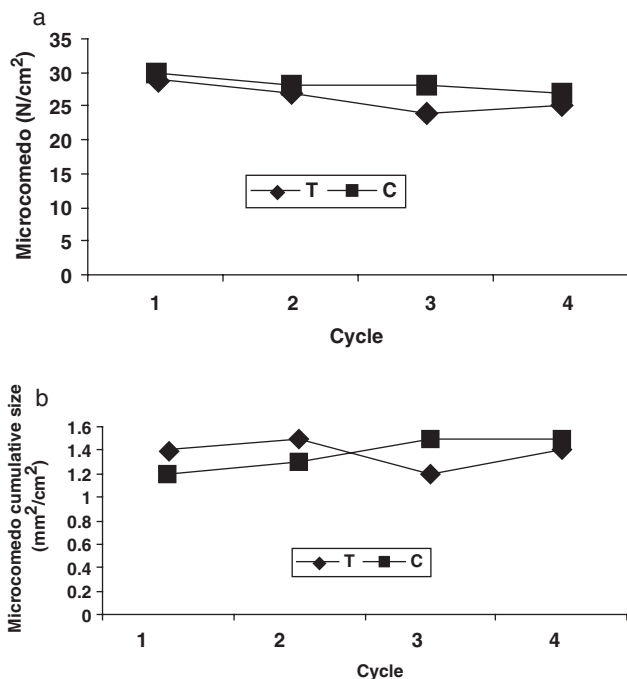 a
Microcomedo (N/cm²)
35
30
25
20
15
10
5
0
T C
1 2 3 4
Cycle
b
Microcomedo cumulative size
(mm²/cm²)
1.6
1.4
1.2
1
0.8
0.6
0.4
0.2
0
T C
1 2 3 4
Cycle